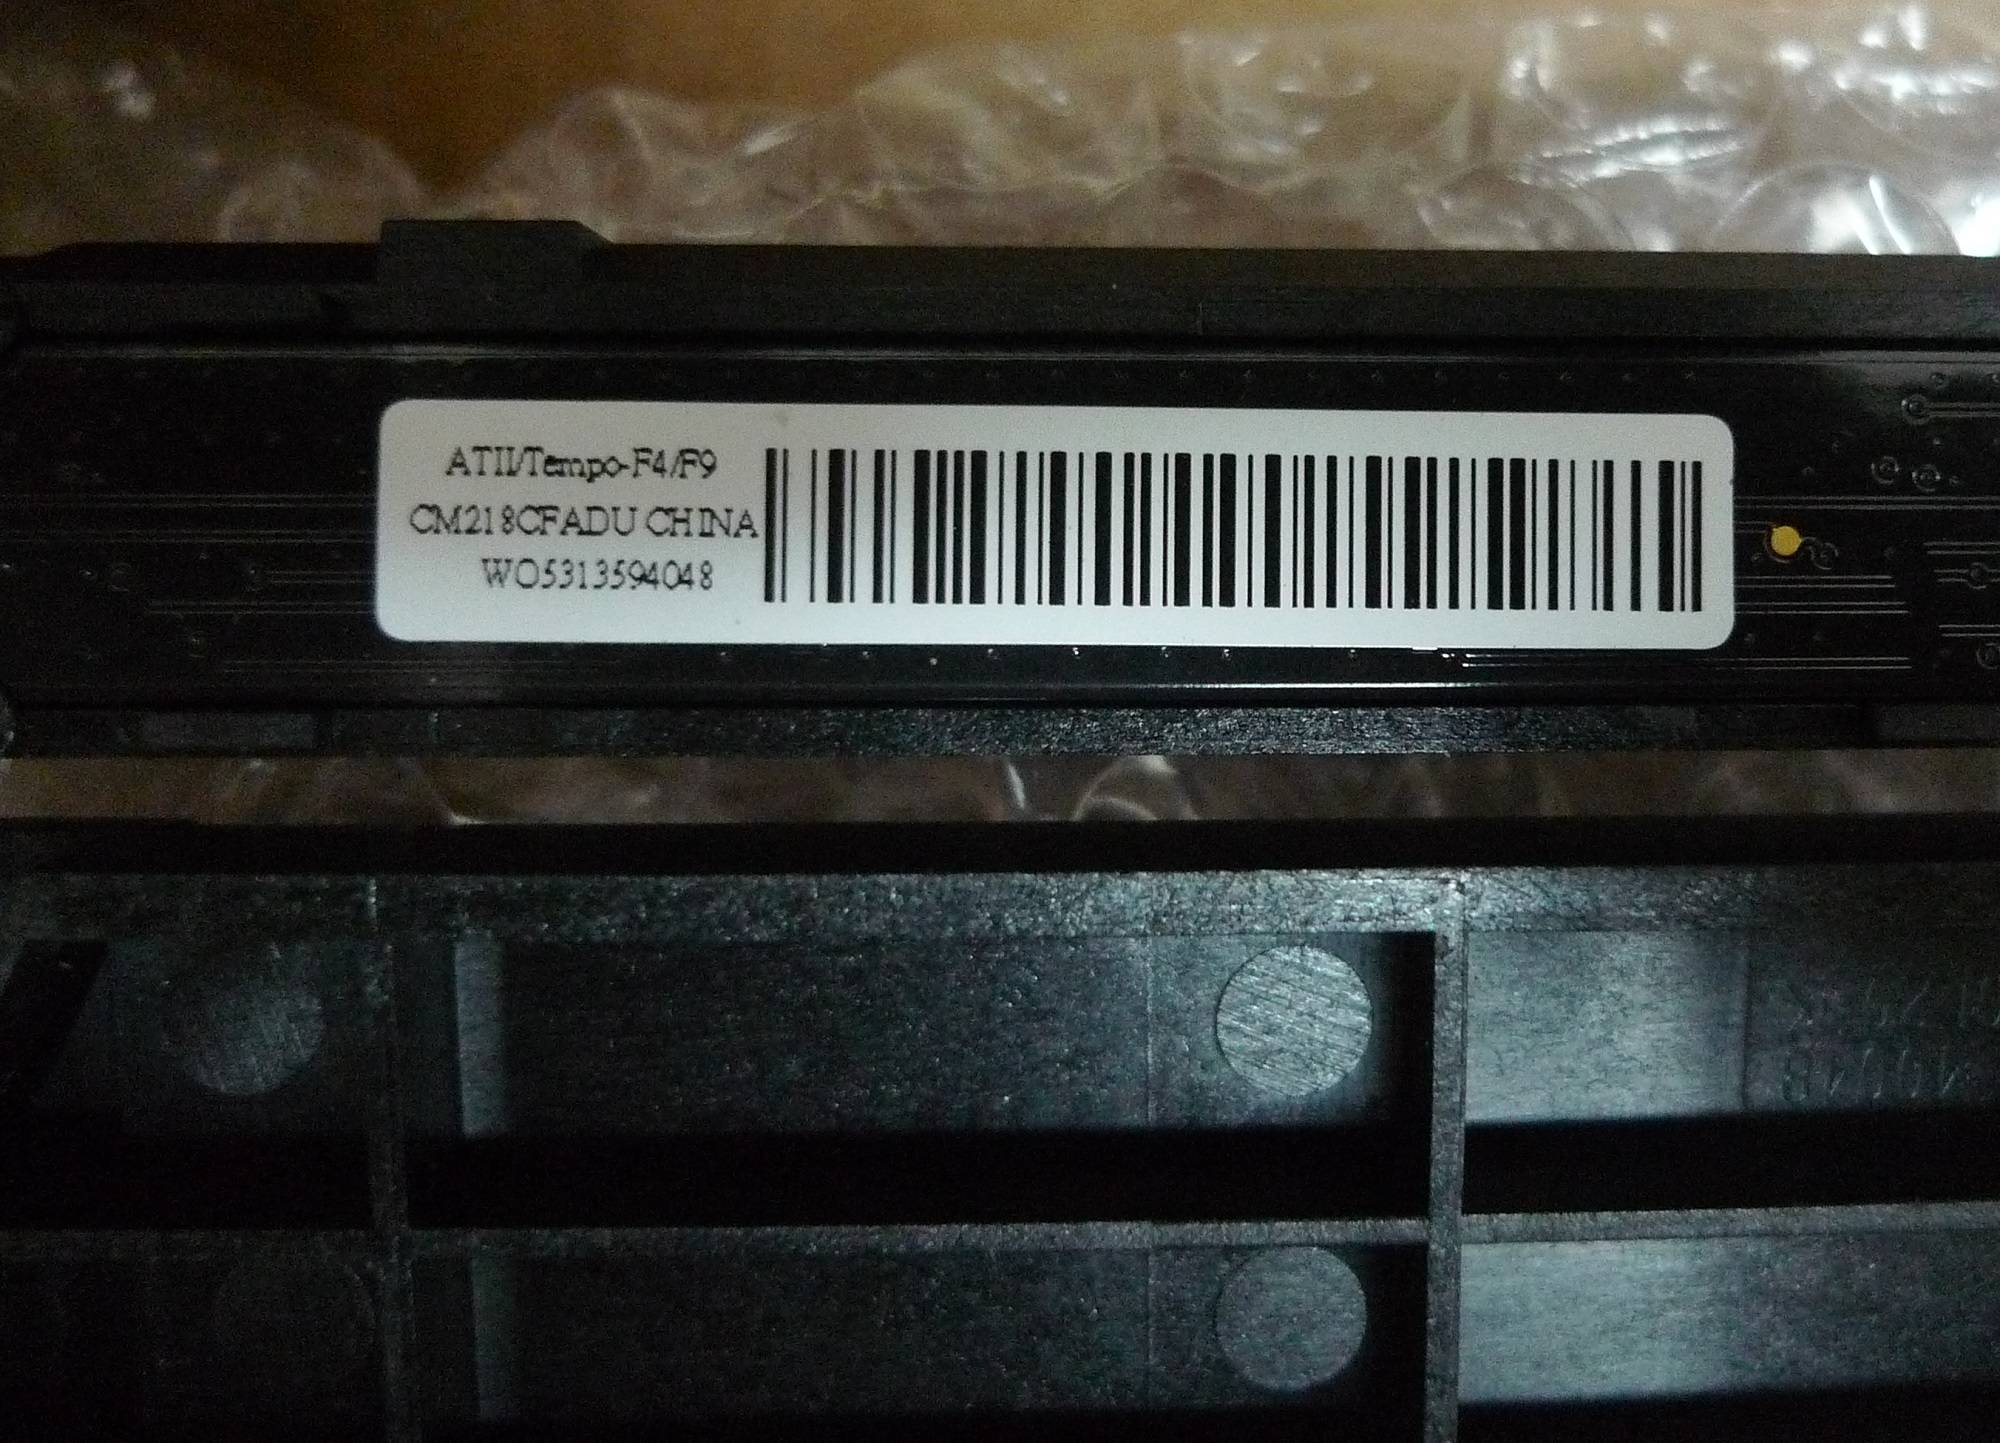 ATII/Tempo-F4/F9
CM218CFADU CHINA
WO5313594048